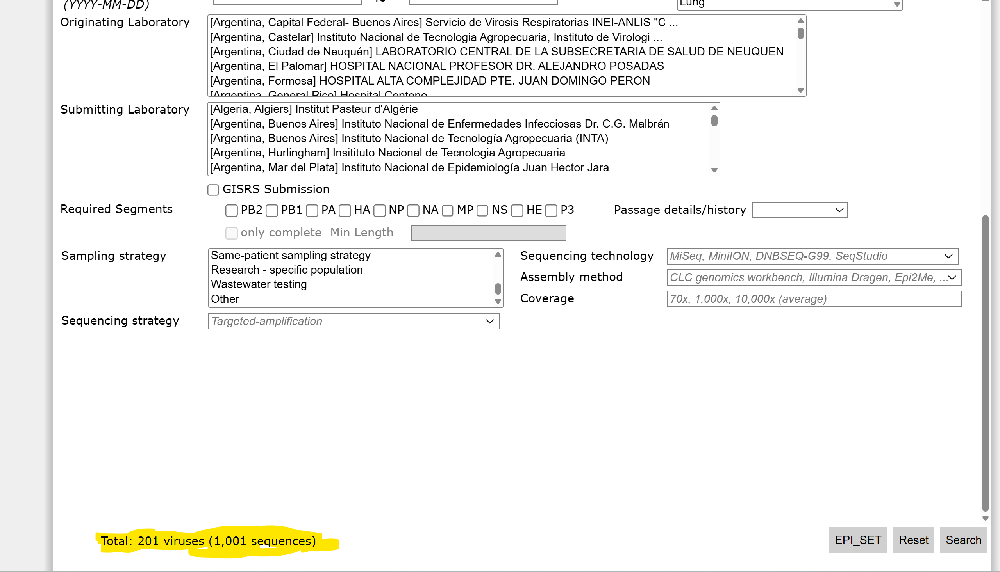 (YYYY-MM-DD)
Lung
Originating Laboratory
[Argentina, Capital Federal- Buenos Aires] Servicio de Virosis Respiratorias INEI-ANLIS "C ...
[Argentina, Castelar] Instituto Nacional de Tecnologia Agropecuaria, Instituto de Virologi ...
[Argentina, Ciudad de Neuquén] LABORATORIO CENTRAL DE LA SUBSECRETARIA DE SALUD DE NEUQUEN
[Argentina, El Palomar] HOSPITAL NACIONAL PROFESOR DR. ALEJANDRO POSADAS
[Argentina, Formosa] HOSPITAL ALTA COMPLEJIDAD PTE. JUAN DOMINGO PERON
[Argentina, General Pico] Hospital Centeno
Submitting Laboratory
[Algeria, Algiers] Institut Pasteur d'Algérie
[Argentina, Buenos Aires] Instituto Nacional de Enfermedades Infecciosas Dr. C.G. Malbrán
[Argentina, Buenos Aires] Instituto Nacional de Tecnología Agropecuaria (INTA)
[Argentina, Hurlingham] Insitituto Nacional de Tecnologia Agropecuaria
[Argentina, Mar del Plata] Instituto Nacional de Epidemiología Juan Hector Jara
GISRS Submission
Required Segments PB2 PB1 PA HA NP NA MP NS HE P3 Passage details/history
only complete Min Length
Sampling strategy
Same-patient sampling strategy
Research - specific population
Wastewater testing
Other
Sequencing technology MiSeq, MiniION, DNBSEQ-G99, SeqStudio
Assembly method CLC genomics workbench, Illumina Dragen, Epi2Me, ...
Coverage 70x, 1,000x, 10,000x (average)
Sequencing strategy Targeted-amplification
Total: 201 viruses (1,001 sequences)
EPI_SET Reset Search